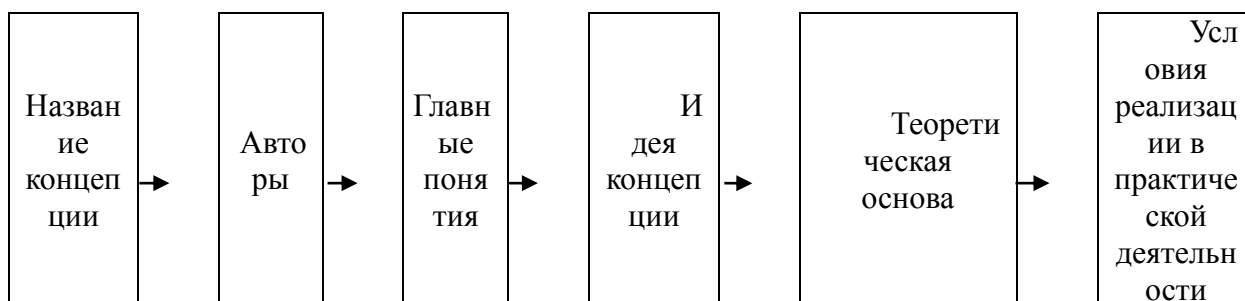 Назван
ие
концеп
ции
Авто
ры
Главн
ые
поня
тия
И
дея
концеп
ции
Теорети
ческая
основа
Усл
овия
реализац
ии в
практиче
ской
деятельн
ости